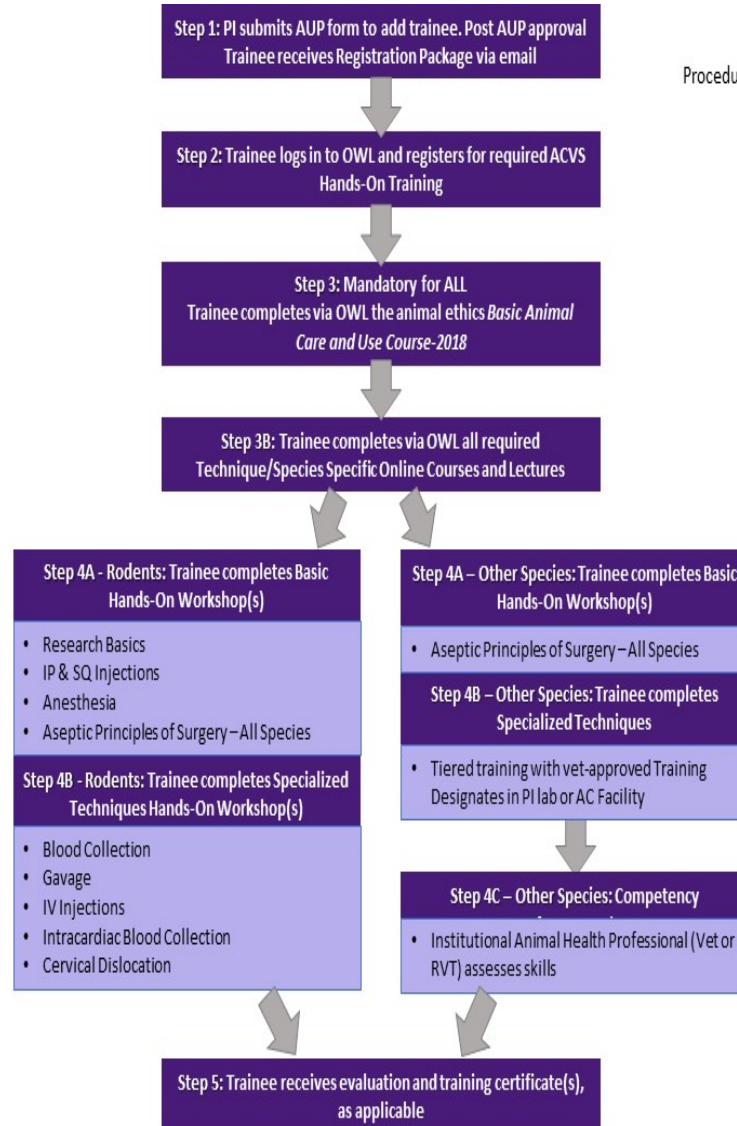 Step 1: PI submits AUP form to add trainee. Post AUP approval
Trainee receives Registration Package via email
Step 2: Trainee logs in to OWL and registers for required ACVS
Hands-On Training
Step 3: Mandatory for ALL
Trainee completes via OWL the animal ethics Basic Animal
Care and Use Course-2018
Step 3B: Trainee completes via OWL all required
Technique/Species Specific Online Courses and Lectures
Step 4A - Rodents: Trainee completes Basic
Hands-On Workshop(s)
• Research Basics
• IP & SQ Injections
• Anesthesia
• Aseptic Principles of Surgery – All Species
Step 4B - Rodents: Trainee completes Specialized
Techniques Hands-On Workshop(s)
• Blood Collection
• Gavage
• IV Injections
• Intracardiac Blood Collection
• Cervical Dislocation
Step 4A – Other Species: Trainee completes Basic
Hands-On Workshop(s)
• Aseptic Principles of Surgery – All Species
Step 4B – Other Species: Trainee completes
Specialized Techniques
• Tiered training with vet-approved Training
Designates in PI lab or AC Facility
Step 4C – Other Species: Competency
• Institutional Animal Health Professional (Vet or
RVT) assesses skills
Step 5: Trainee receives evaluation and training certificate(s),
as applicable